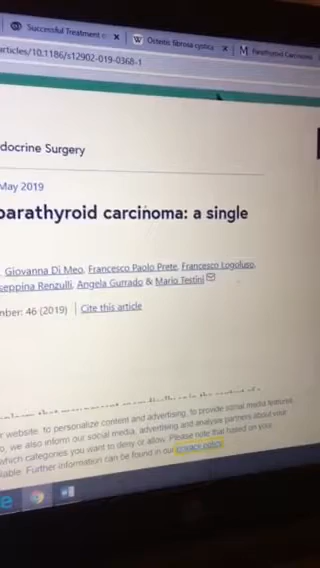 Successful Treatment o
W Octeitis fibrosa cystica
M Parathyroid Carcinoma
articles/10.1186/s12902-019-0368-1
docrine Surgery
May 2019
parathyroid carcinoma: a single
Giovanna Di Meo, Francesco Paolo Prete, Francesco Logoluso,
seppina Renzulli, Angela Gurrado & Mario Testini
mber: 46 (2019) Cite this article
r website, to personalize content and advertising, to provide social media features
o, we also inform our social media, advertising and analysis partners about your
which categories you want to deny or allow. Please note that based on your
ilable. Further information can be found in our privacy policy